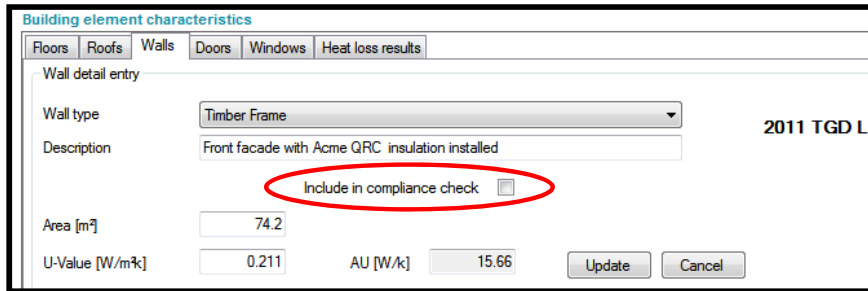 Building element characteristics
Floors Roofs Walls Doors Windows Heat loss results
Wall detail entry
Wall type Timber Frame
2011 TGD L
Description Front facade with Acme QRC insulation installed
Include in compliance check
Area [m²] 74.2
U-Value [W/m²k] 0.211 AU [W/k] 15.66 Update Cancel